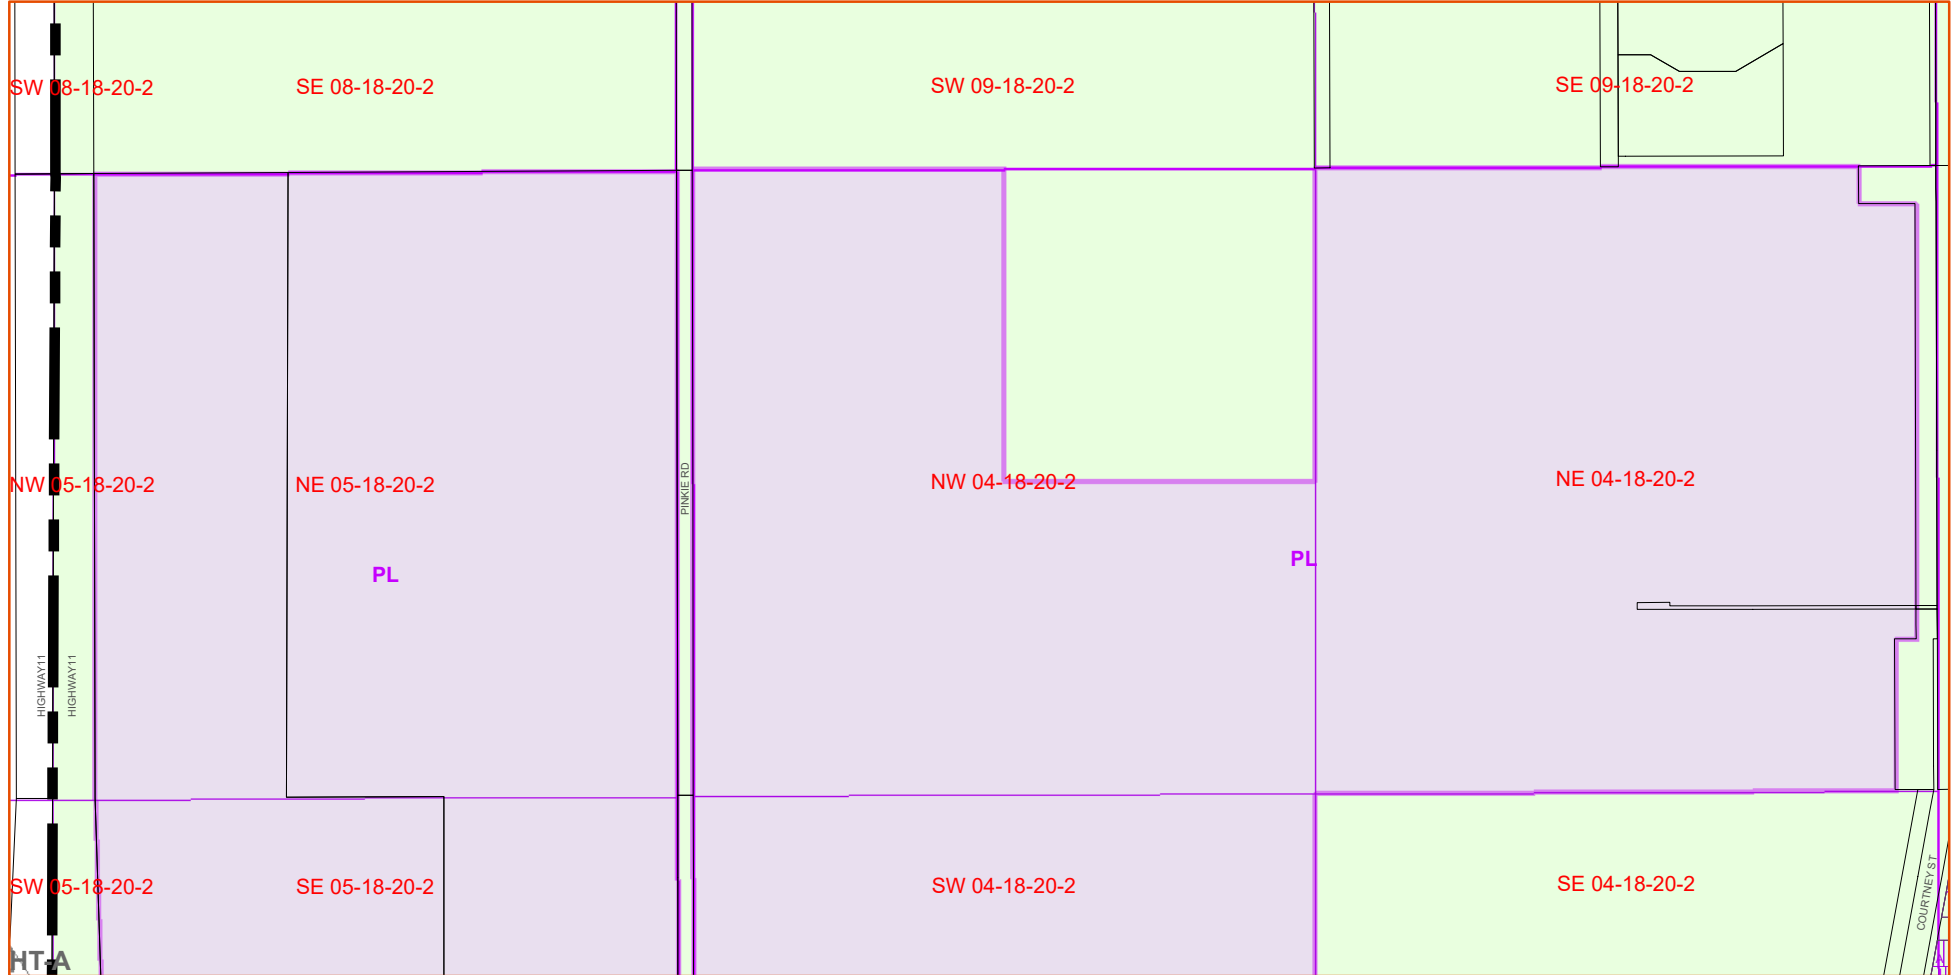 SW 08-18-20-2
SE 08-18-20-2
SW 09-18-20-2
SE 09-18-20-2
NW 05-18-20-2
NE 05-18-20-2
PINKIE RD
NW 04-18-20-2
NE 04-18-20-2
PL
PL
HIGHWAY11
HIGHWAY11
SW 05-18-20-2
SE 05-18-20-2
SW 04-18-20-2
SE 04-18-20-2
COURTNEY ST
HT-A